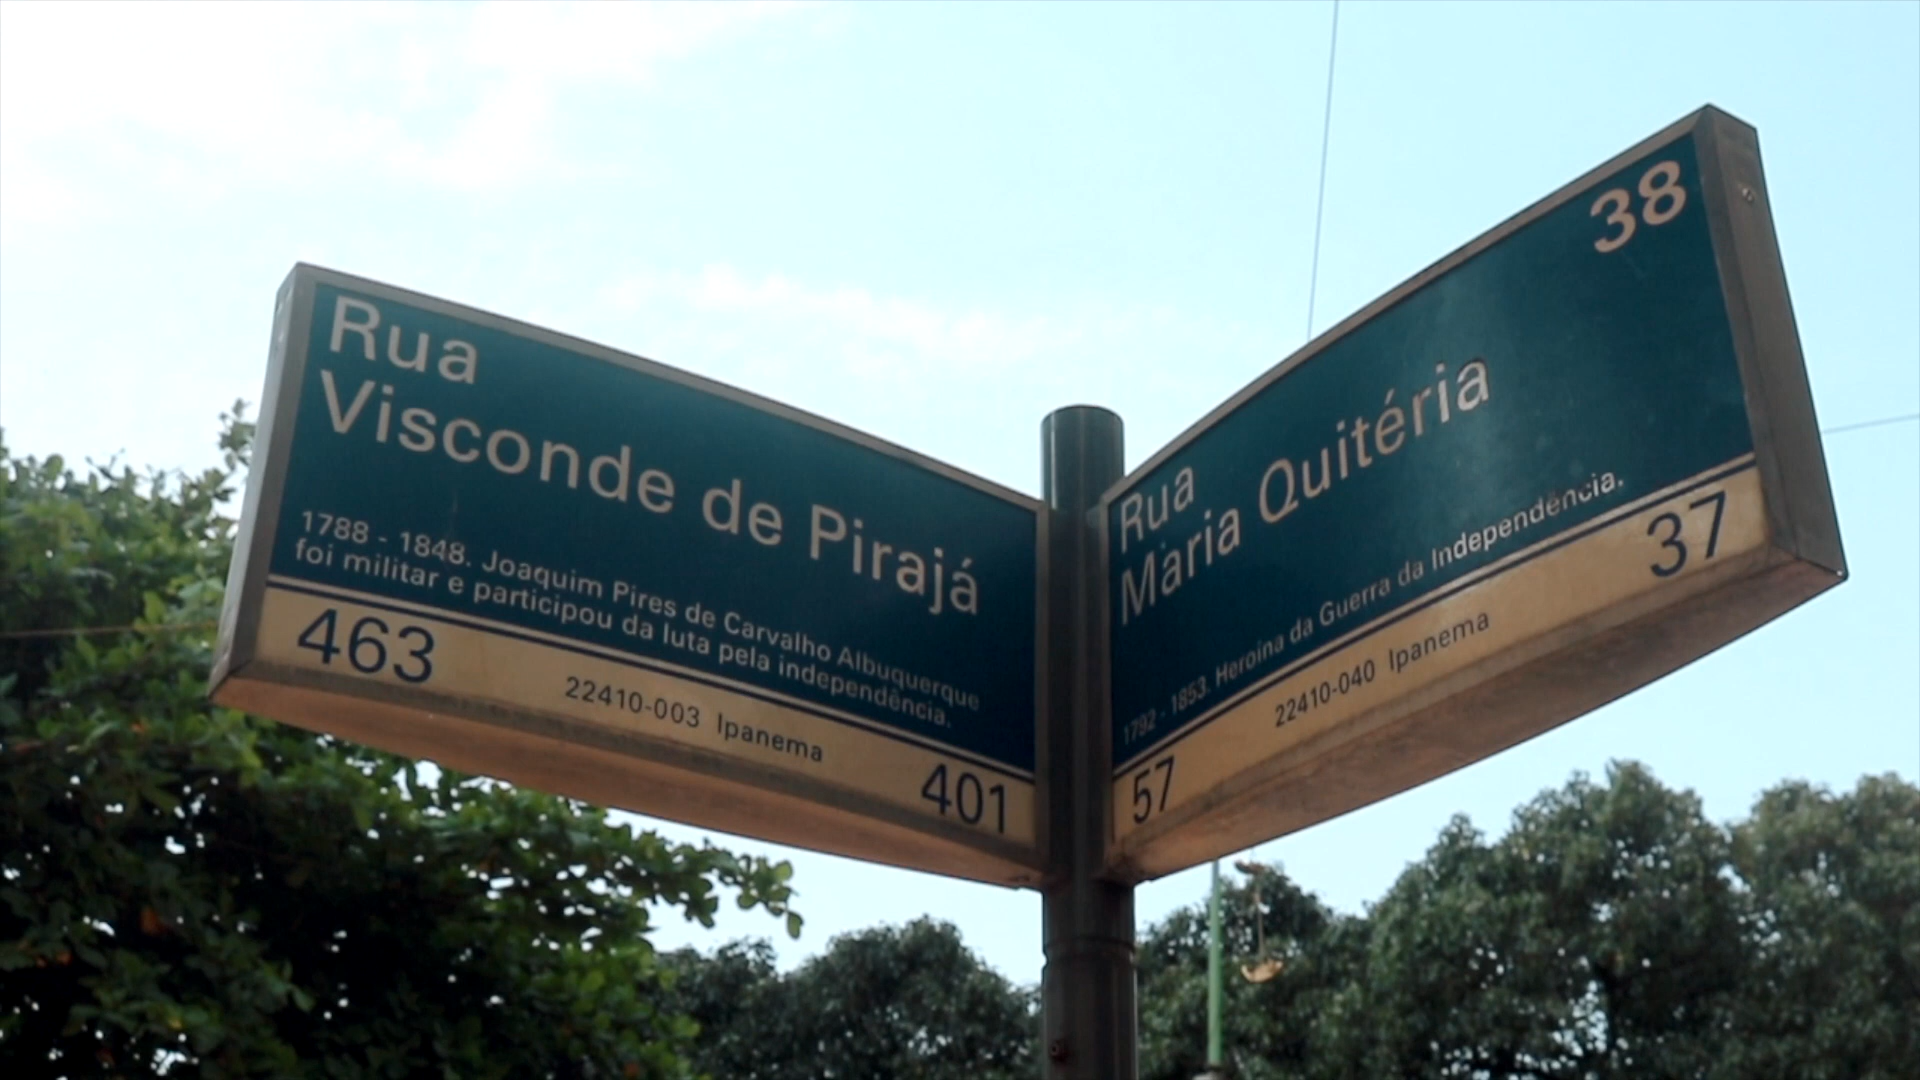 Rua
Visconde de Pirajá
1788 - 1848. Joaquim Pires de Carvalho Albuquerque
foi militar e participou da luta pela independência.
463
22410-003 Ipanema
401
38
Rua
Maria Quitéria
1792 - 1853. Heroina da Guerra da Independência.
57
22410-040 Ipanema
37